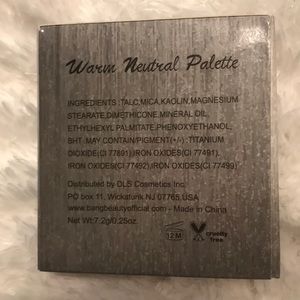 Warm Neutral Palette
INGREDIENTS :TALC,MICA,KAOLIN,MAGNESIUM
STEARATE,DIMETHICONE,MINERAL OIL,
ETHYLHEXYL PALMITATE,PHENOXYETHANOL,
BHT :MAY CONTAIN/PIGMENT(+/-) :TITANIUM
DIOXIDE(CI 77891),IRON OXIDES(CI 77491),
IRON OXIDES(CI 77492),IRON OXIDES(CI 77499)
Distributed by DLS Cosmetics Inc.
PO box 11, Wickatunk NJ 07765,USA
www.bangbeautyofficial.com -Made in China
Net Wt:7.2g/0.25oz.
12M
cruelty
free